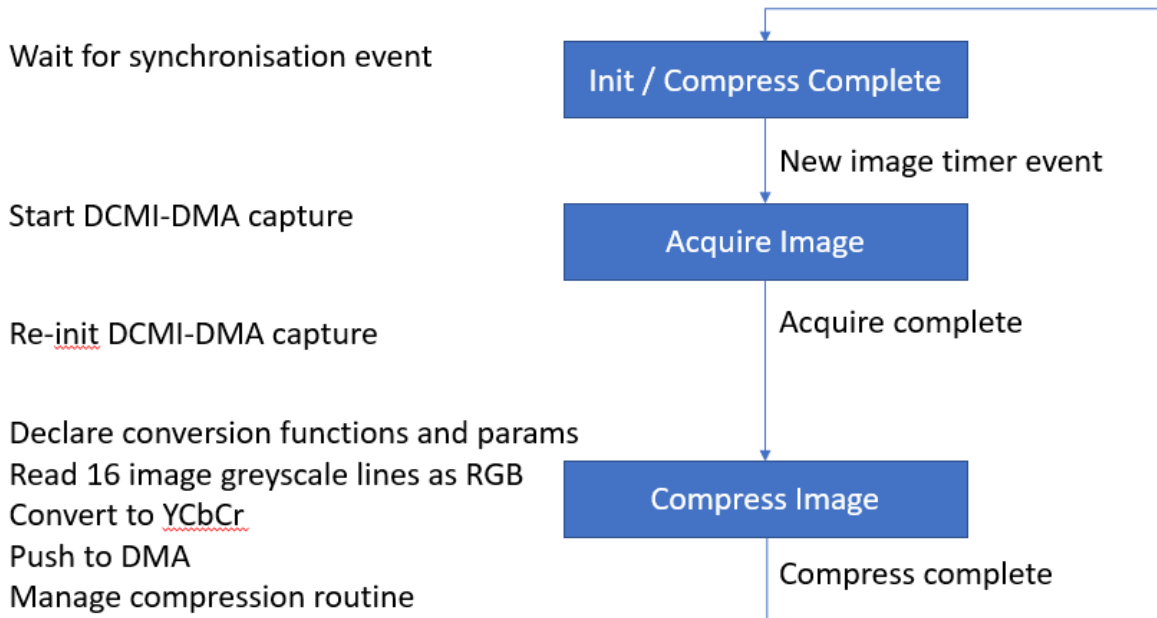 Wait for synchronisation event
Init / Compress Complete
New image timer event
Start DCMI-DMA capture
Acquire Image
Re-init DCMI-DMA capture
Acquire complete
Declare conversion functions and params
Read 16 image greyscale lines as RGB
Convert to YCbCr
Push to DMA
Manage compression routine
Compress Image
Compress complete